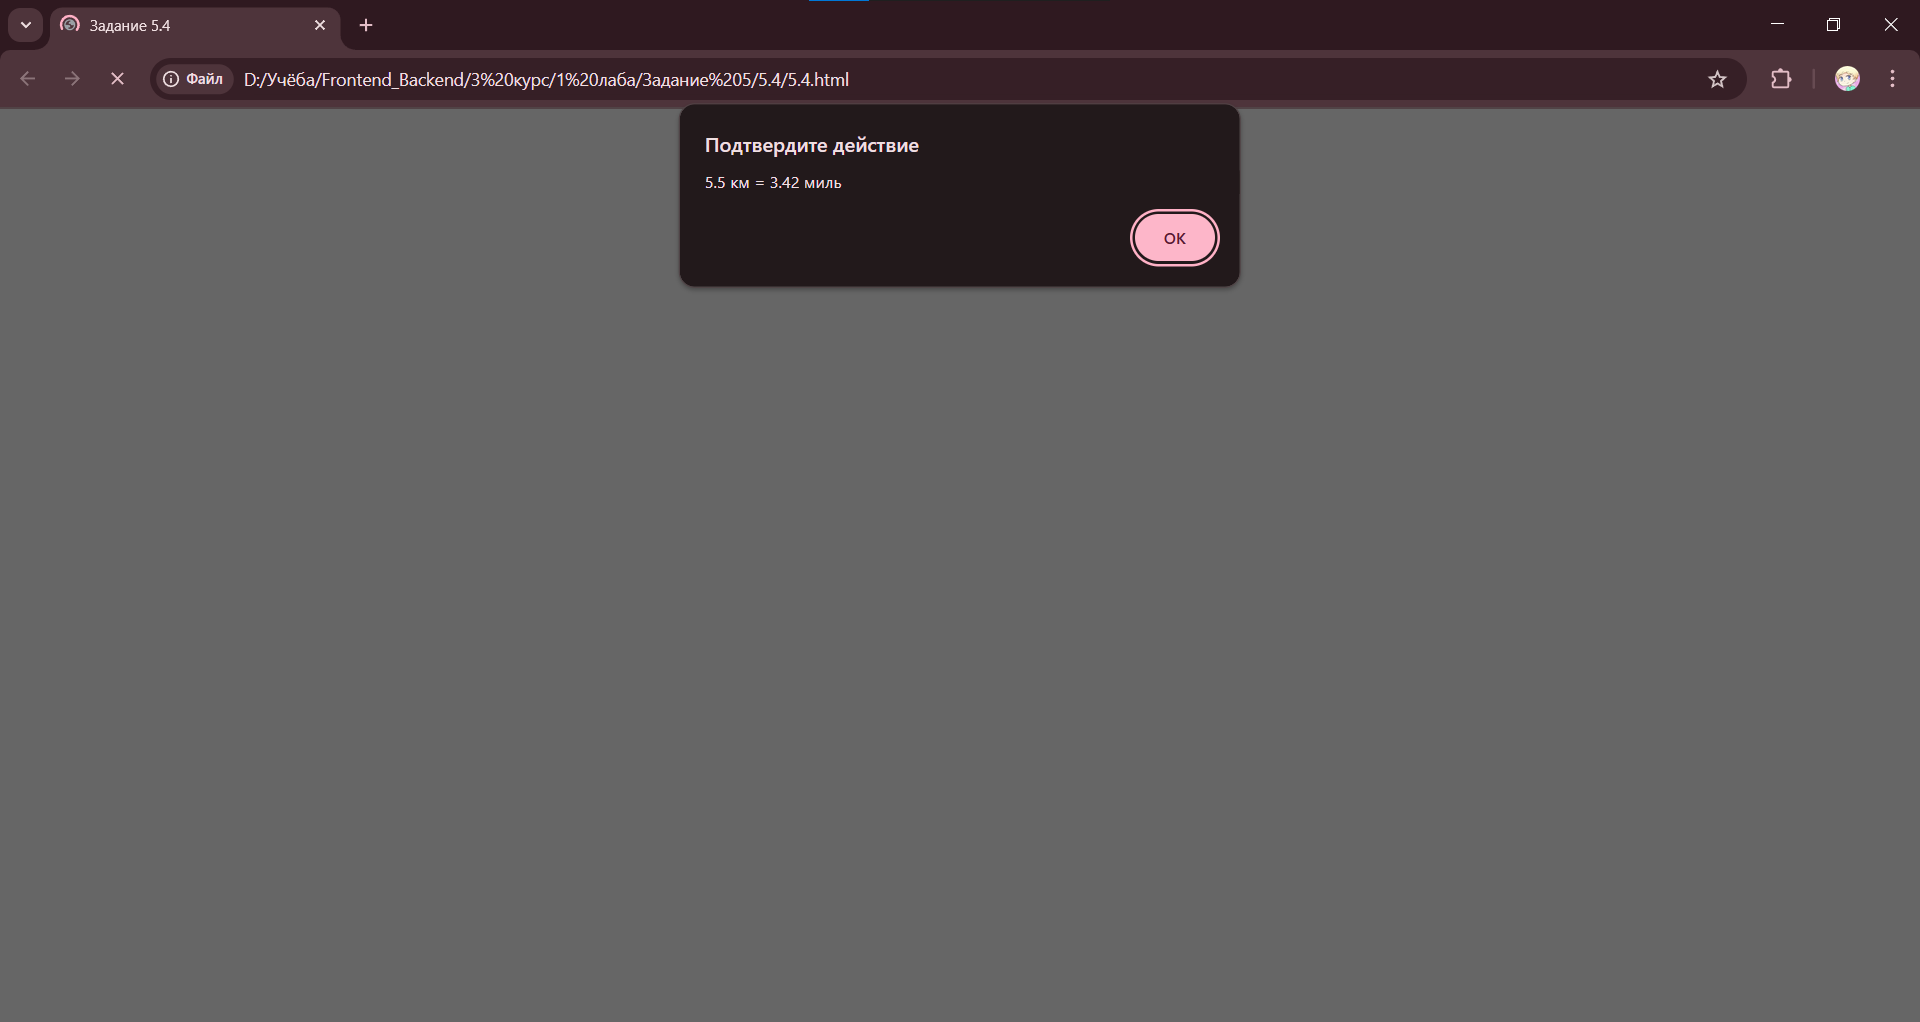 Задание 5.4
Файл D:/Учёба/Frontend_Backend/3%20курс/1%20лаба/Задание%205/5.4/5.4.html
Подтвердите действие
5.5 км = 3.42 миль
ОК